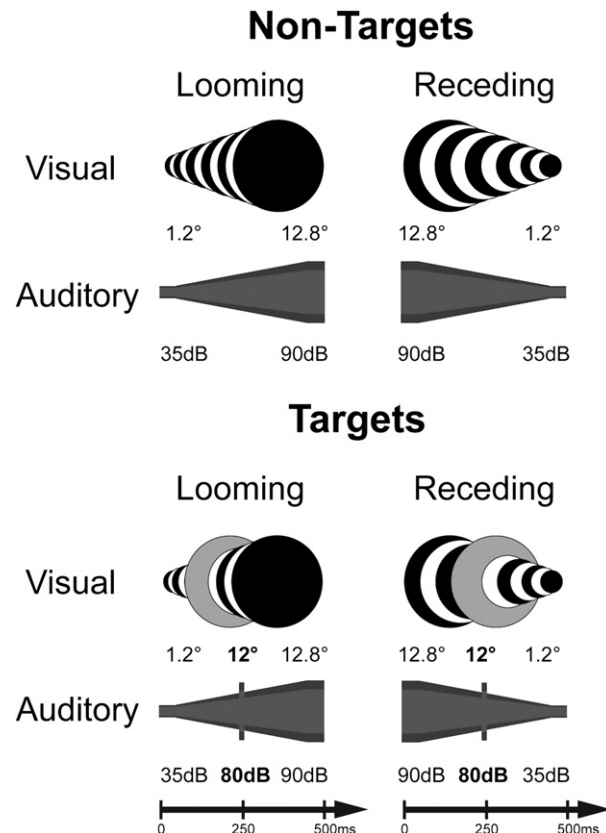 Non-Targets
Looming Receding
Visual
1.2° 12.8° 12.8° 1.2°
Auditory
35dB 90dB 90dB 35dB
Targets
Looming Receding
Visual
1.2° 12° 12.8° 12.8° 12° 1.2°
Auditory
35dB 80dB 90dB 90dB 80dB 35dB
0 250 500ms 0 250 500ms